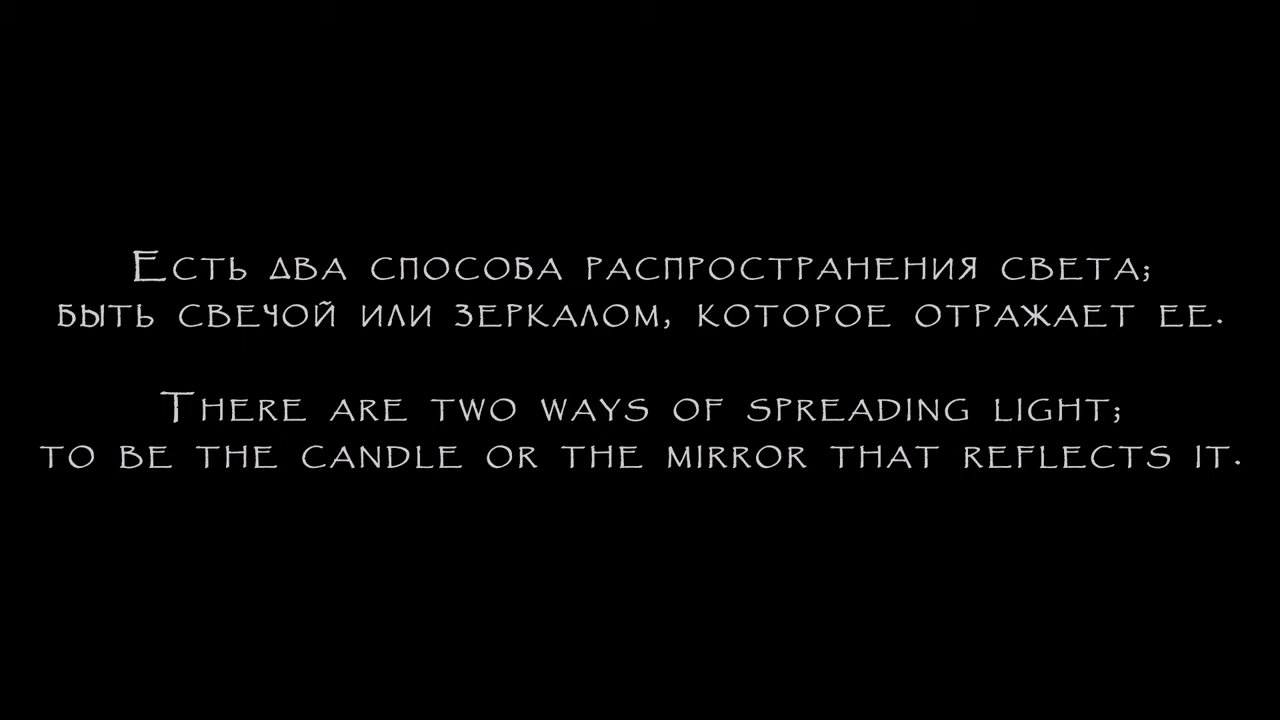 Есть два способа распространения света;
быть свечой или зеркалом, которое отражает ее.
There are two ways of spreading light;
to be the candle or the mirror that reflects it.